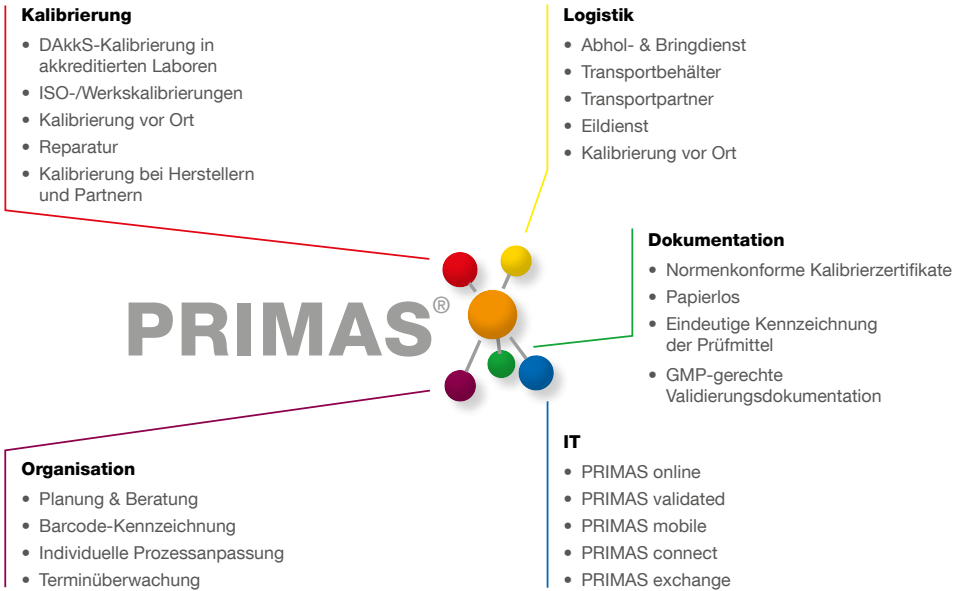 Kalibrierung
• DAkkS-Kalibrierung in
akkreditierten Laboren
• ISO-/Werkskalibrierungen
• Kalibrierung vor Ort
• Reparatur
• Kalibrierung bei Herstellern
und Partnern
Logistik
• Abhol- & Bringdienst
• Transportbehälter
• Transportpartner
• Eildienst
• Kalibrierung vor Ort
PRIMAS®
Dokumentation
• Normenkonforme Kalibrierzertifikate
• Papierlos
• Eindeutige Kennzeichnung
der Prüfmittel
• GMP-gerechte
Validierungsdokumentation
Organisation
• Planung & Beratung
• Barcode-Kennzeichnung
• Individuelle Prozessanpassung
• Terminüberwachung
IT
• PRIMAS online
• PRIMAS validated
• PRIMAS mobile
• PRIMAS connect
• PRIMAS exchange